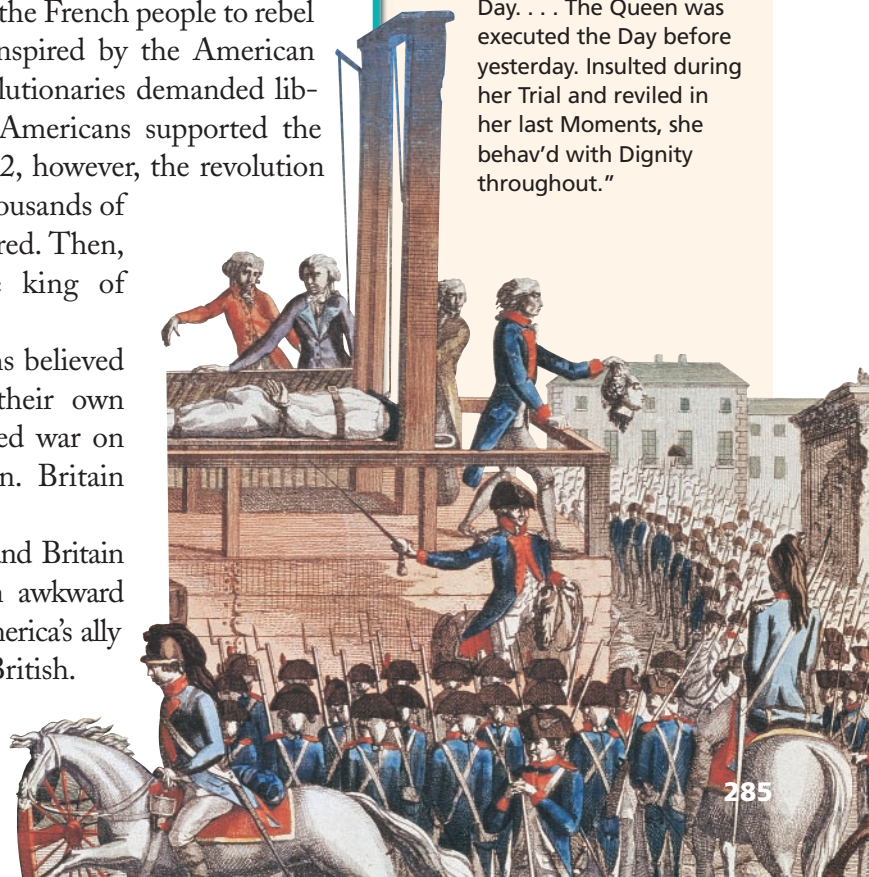 the French people to rebel
nspired by the American
lutionaries demanded lib-
Americans supported the
2, however, the revolution
ousands of
red. Then,
king of
s believed
their own
ed war on
n. Britain
nd Britain
awkward
erica's ally
British.
Day. . . . The Queen was
executed the Day before
yesterday. Insulted during
her Trial and reviled in
her last Moments, she
behav'd with Dignity
throughout.”
285